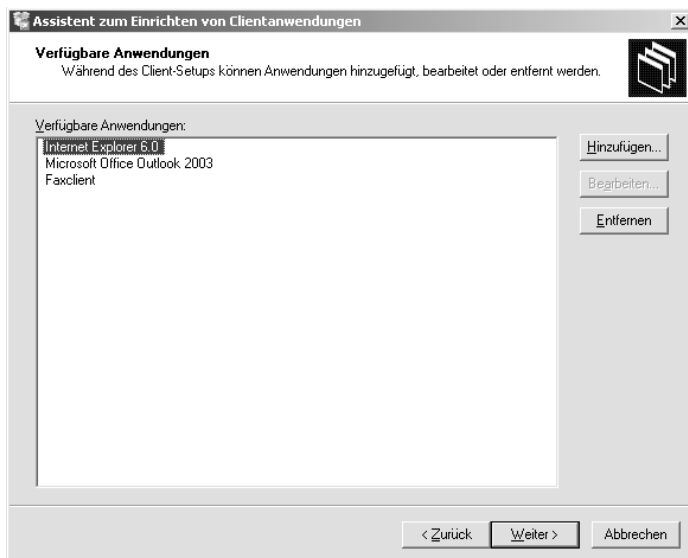 Assistent zum Einrichten von Clientanwendungen
Verfügbare Anwendungen
Während des Client-Setups können Anwendungen hinzugefügt, bearbeitet oder entfernt werden.
Verfügbare Anwendungen:
Internet Explorer 6.0
Microsoft Office Outlook 2003
Faxclient
Hinzufügen...
Bearbeiten...
Entfernen
< Zurück
Weiter >
Abbrechen